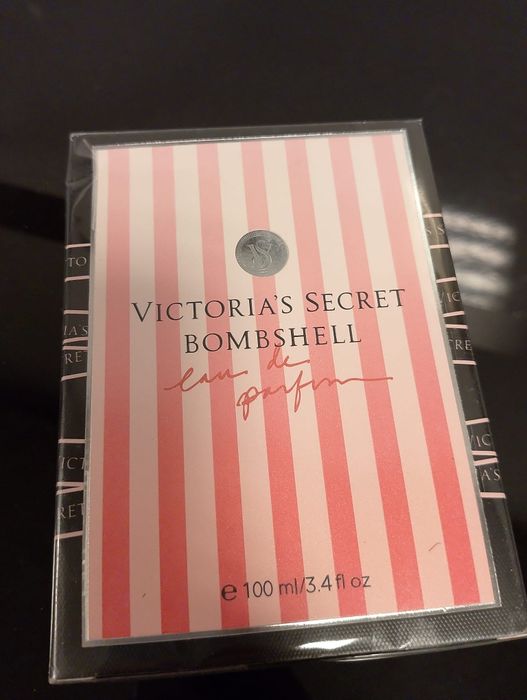 VS
VICTORIA'S SECRET
BOMBSHELL
eau de
parfum
e 100 ml/3.4 fl oz